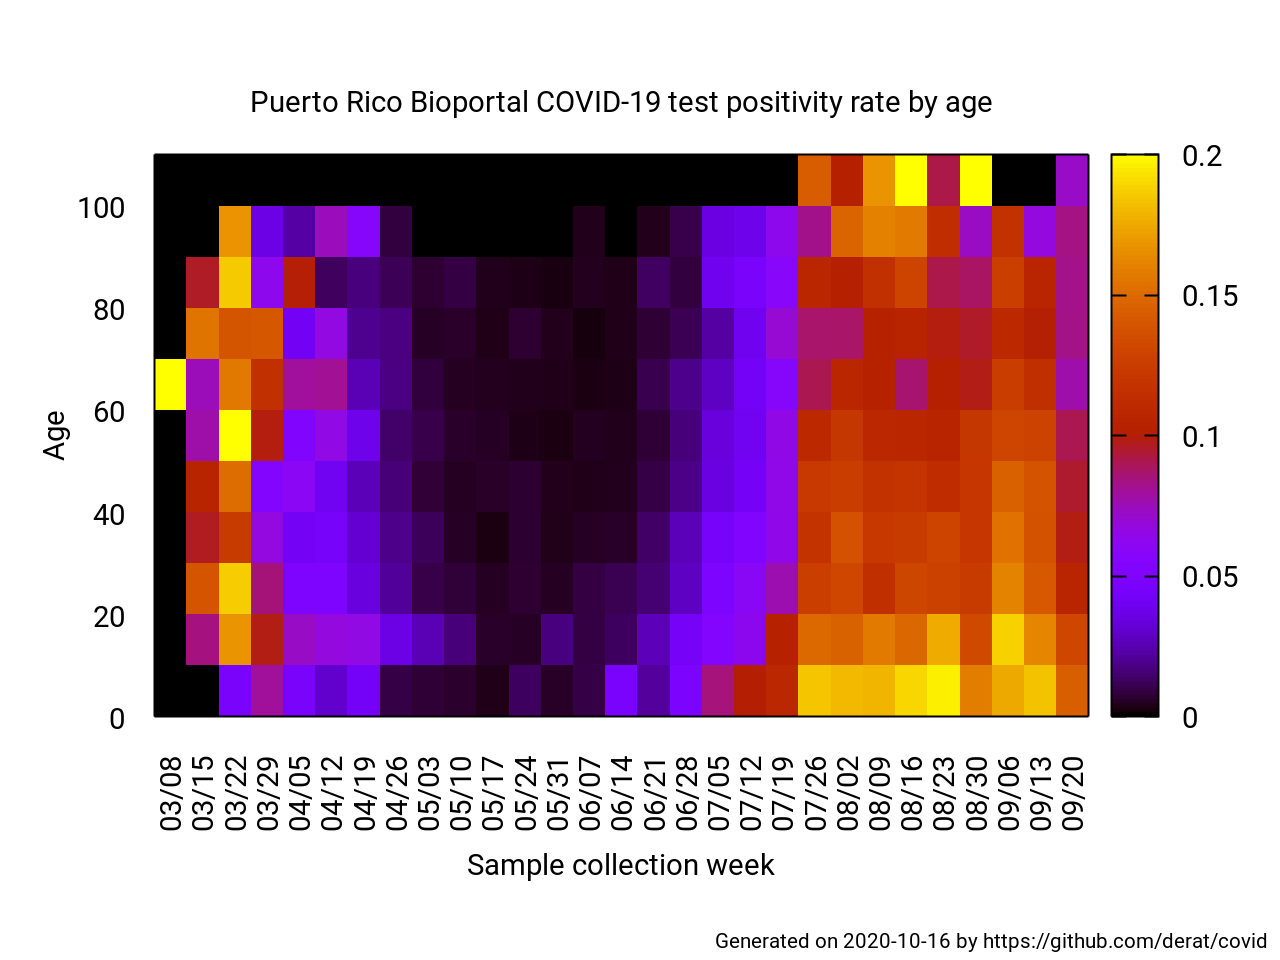 Puerto Rico Bioportal COVID-19 test positivity rate by age
0.2
100
0.15
80
60
Age
0.1
40
0.05
20
0
0
03/08 03/15 03/22 03/29 04/05 04/12 04/19 04/26 05/03 05/10 05/17 05/24 05/31 06/07 06/14 06/21 06/28 07/05 07/12 07/19 07/26 08/02 08/09 08/16 08/23 08/30 09/06 09/13 09/20
Sample collection week
Generated on 2020-10-16 by https://github.com/derat/covid